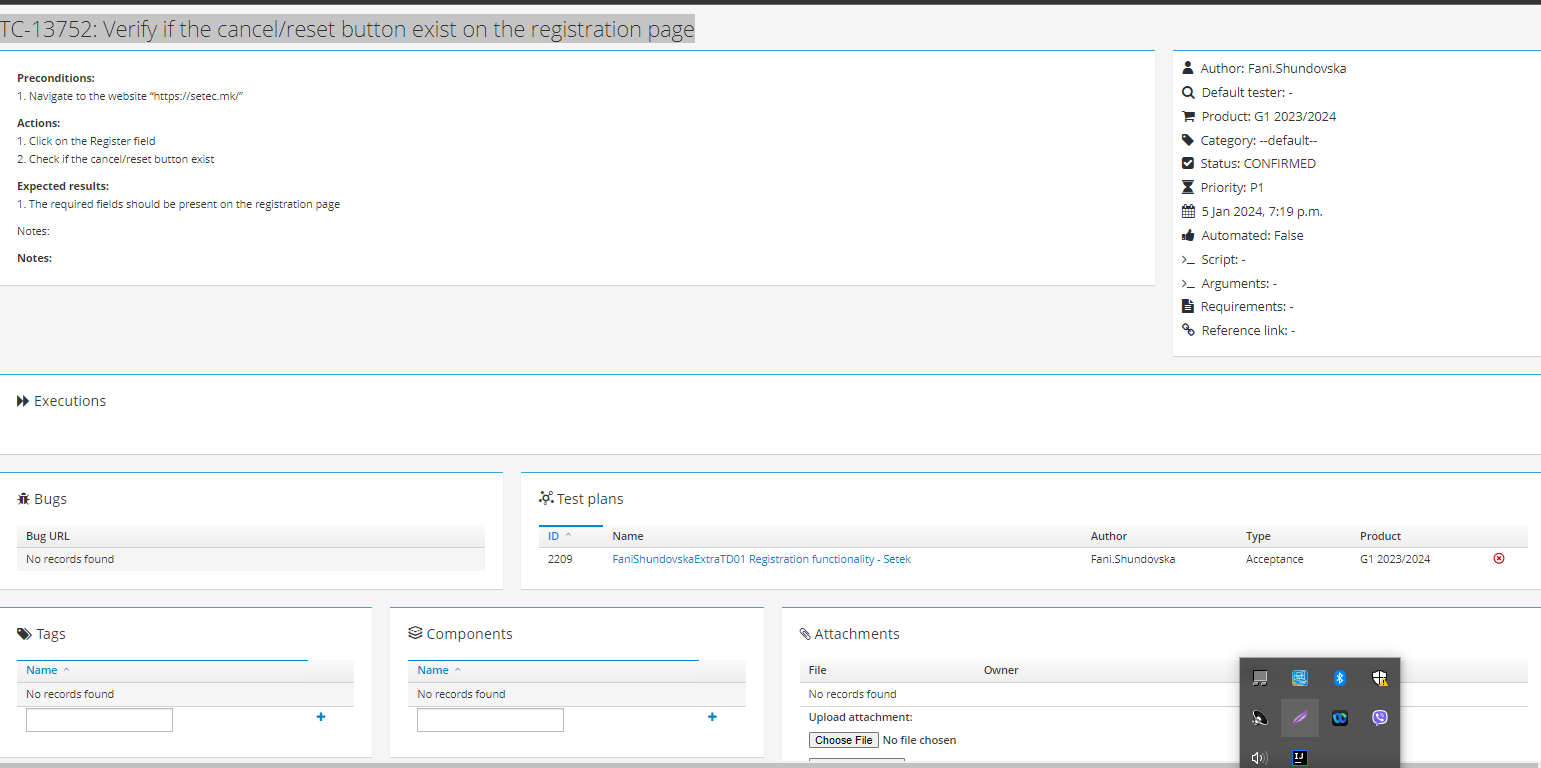 TC-13752: Verify if the cancel/reset button exist on the registration page
Preconditions:
1. Navigate to the website “https://setec.mk/”
Actions:
1. Click on the Register field
2. Check if the cancel/reset button exist
Expected results:
1. The required fields should be present on the registration page
Notes:
Notes:
Author: Fani.Shundovska
Default tester: -
Product: G1 2023/2024
Category: --default--
Status: CONFIRMED
Priority: P1
5 Jan 2024, 7:19 p.m.
Automated: False
Script: -
Arguments: -
Requirements: -
Reference link: -
Executions
Bugs
Bug URL
No records found
Test plans
ID Name Author Type Product
2209 FaniShundovskaExtraTD01 Registration functionality - Setek Fani.Shundovska Acceptance G1 2023/2024
Tags
Name
No records found
Components
Name
No records found
Attachments
File Owner
No records found
Upload attachment:
Choose File No file chosen
IJ